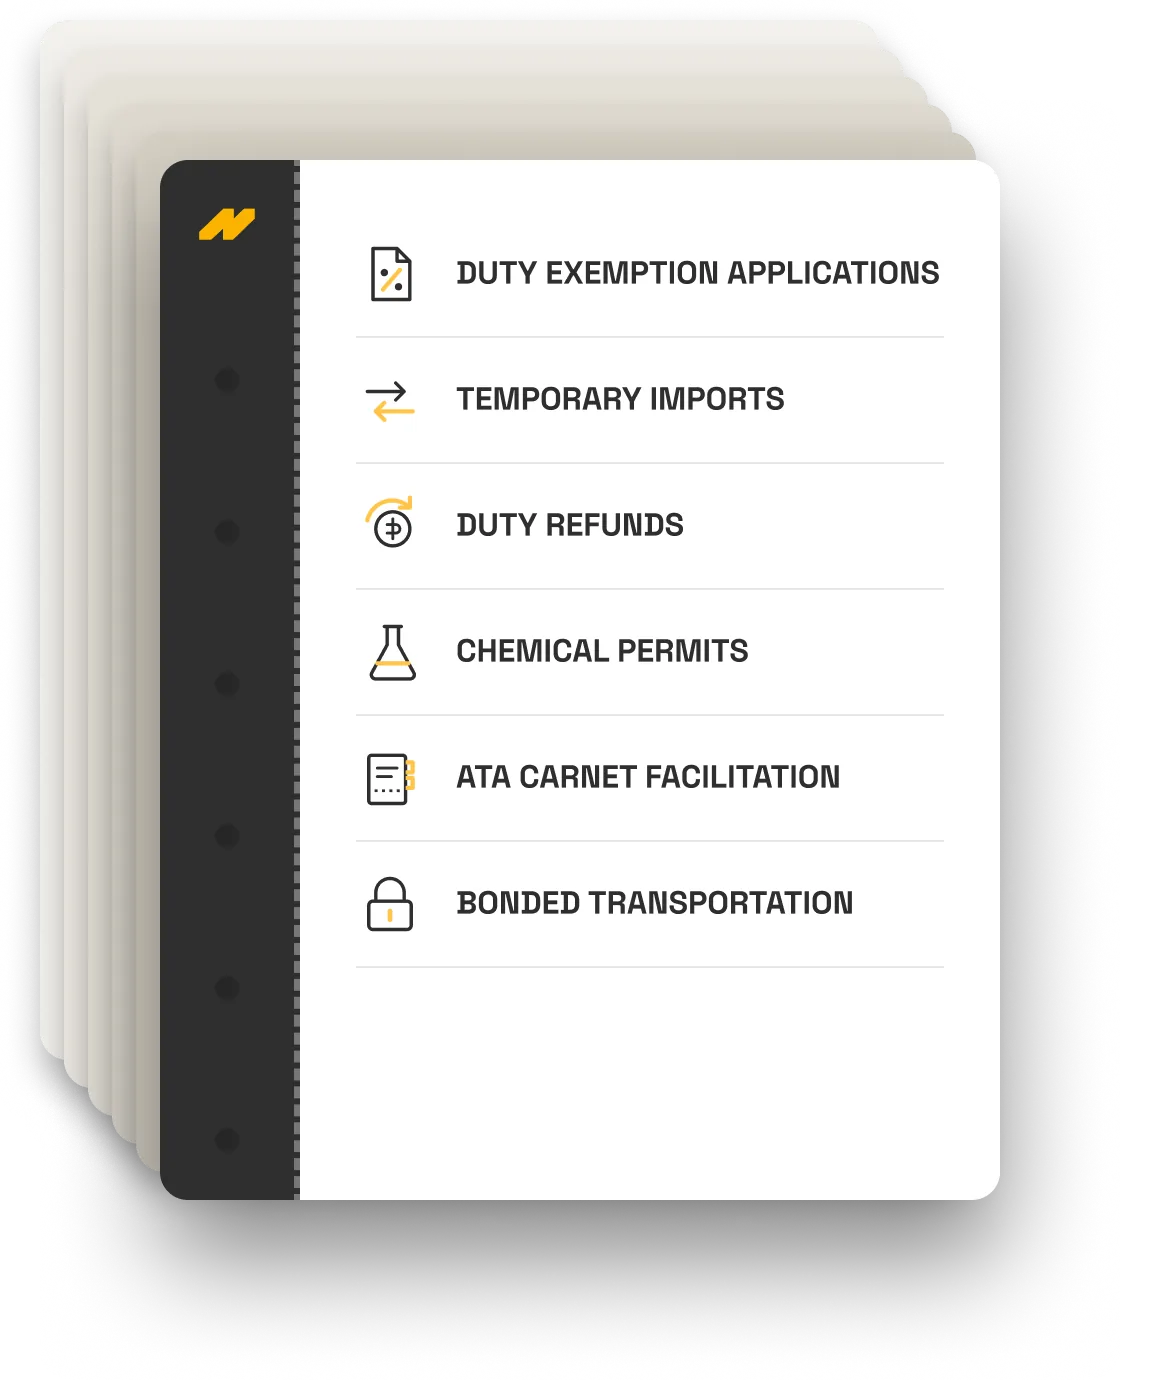 DUTY EXEMPTION APPLICATIONS
TEMPORARY IMPORTS
DUTY REFUNDS
CHEMICAL PERMITS
ATA CARNET FACILITATION
BONDED TRANSPORTATION